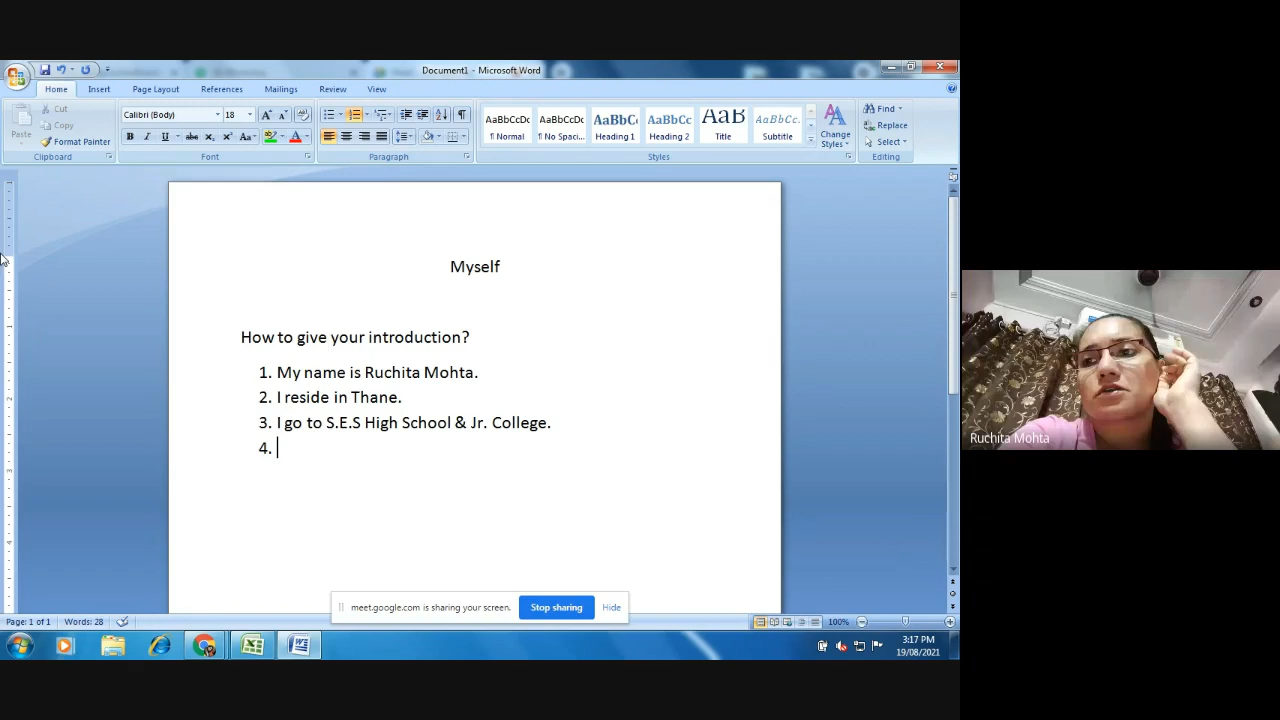 Document1 - Microsoft Word
Home Insert Page Layout References Mailings Review View
Cut
Copy
Paste
Format Painter
Clipboard
Calibri (Body) 18
Font
Paragraph
AaBbCcDc AaBbCcDc AaBbC AaBbCc AaB AaBbCc.
¶ Normal ¶ No Spaci... Heading 1 Heading 2 Title Subtitle
Change Styles
Styles
Find
Replace
Select
Editing
Myself
How to give your introduction?
1. My name is Ruchita Mohta.
2. I reside in Thane.
3. I go to S.E.S High School & Jr. College.
4.
Ruchita Mohta
meet.google.com is sharing your screen. Stop sharing Hide
Page: 1 of 1 Words: 28 100%
3:17 PM
19/08/2021